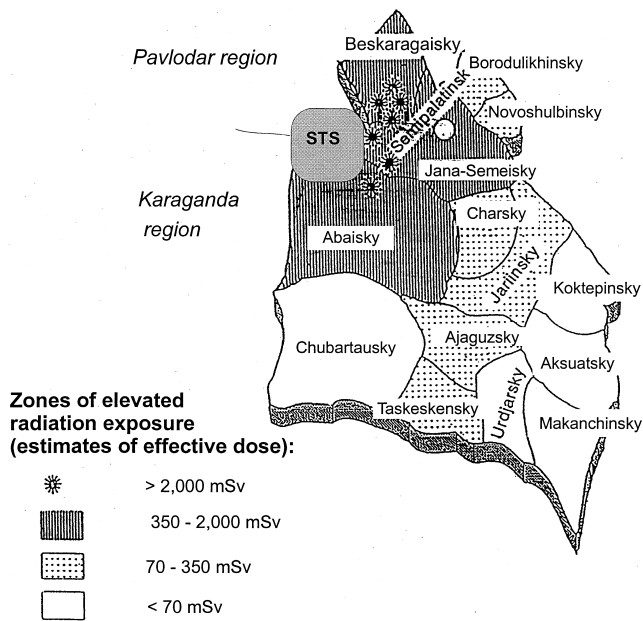 Beskaragaisky
Pavlodar region
Borodulikhinsky
Semipalatinsk
Novoshulbinsky
STS
Jana-Semeisky
Karaganda
region
Charsky
Abaisky
Jariinsky
Koktepinsky
Chubartausky
Ajaguzsky
Aksuatsky
Urdjarsky
Taskeskensky
Makanchinsky
Zones of elevated
radiation exposure
(estimates of effective dose):
> 2,000 mSv
350 - 2,000 mSv
70 - 350 mSv
< 70 mSv